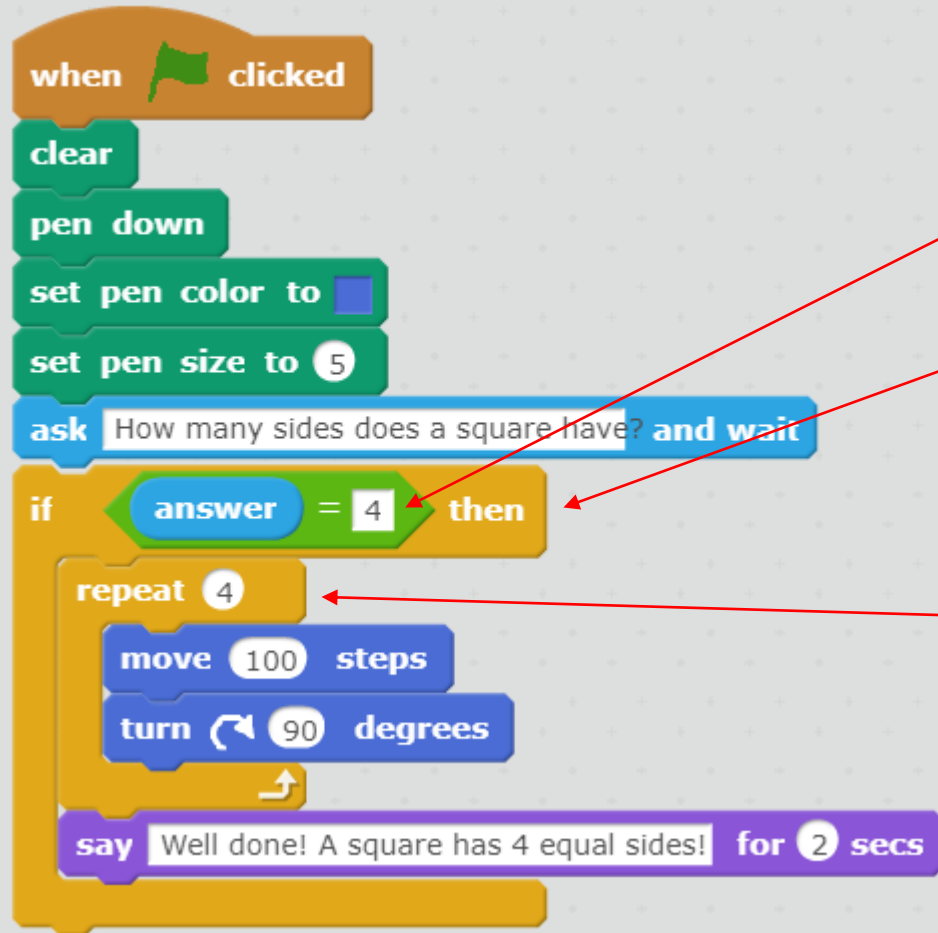 when clicked
clear
pen down
set pen color to
set pen size to 5
ask How many sides does a square have? and wait
if answer = 4 then
repeat 4
move 100 steps
turn 90 degrees
say Well done! A square has 4 equal sides! for 2 secs